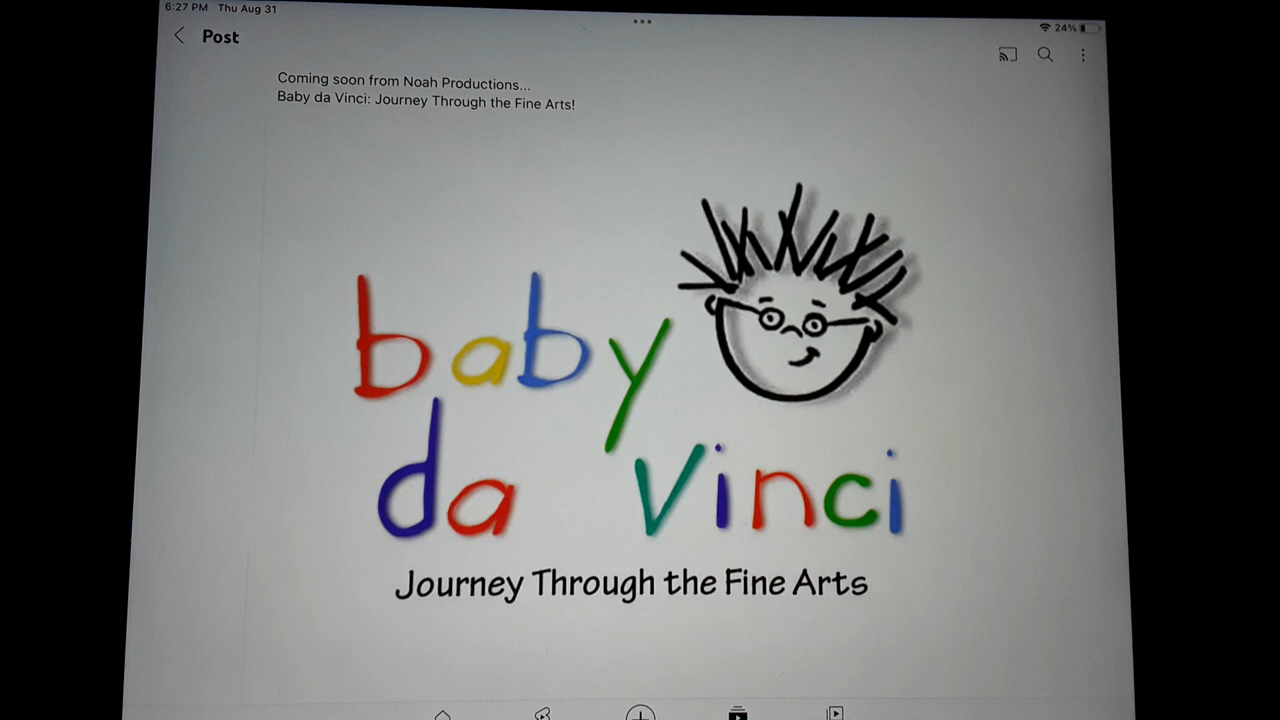 6:27 PM Thu Aug 31
24%
Post
Coming soon from Noah Productions...
Baby da Vinci: Journey Through the Fine Arts!
baby
da Vinci
Journey Through the Fine Arts